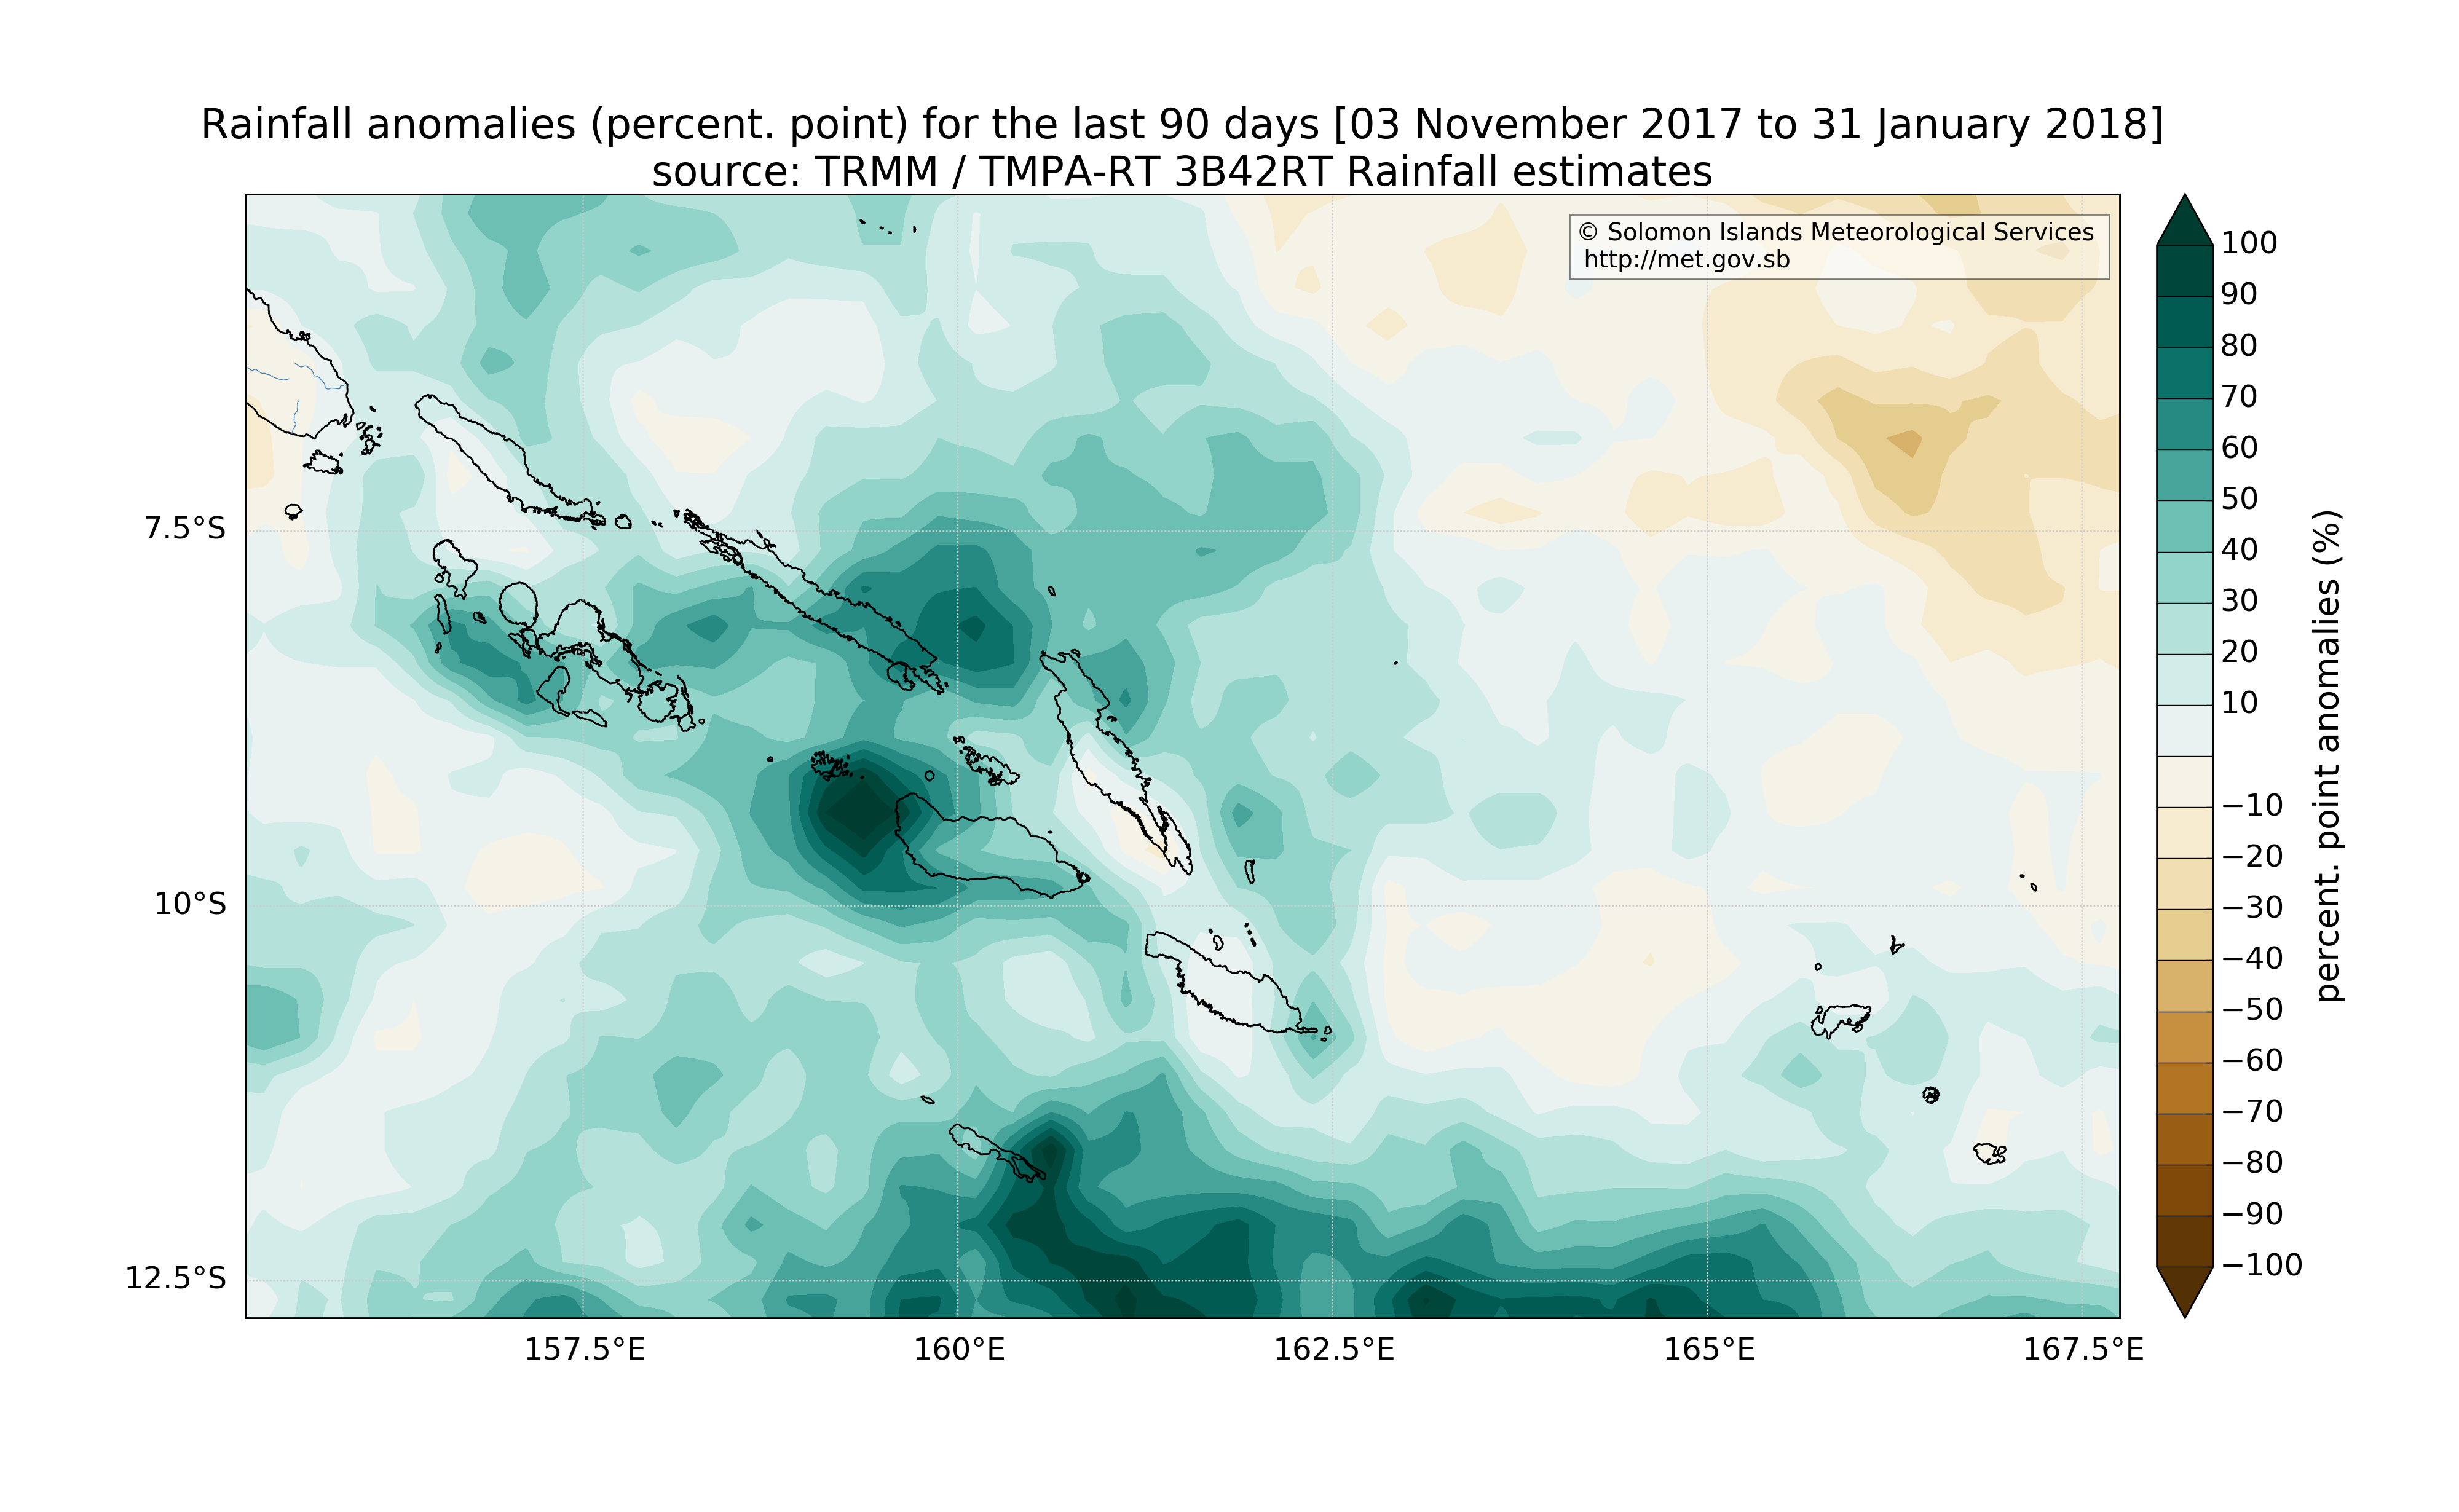 Rainfall anomalies (percent. point) for the last 90 days [03 November 2017 to 31 January 2018]
source: TRMM / TMPA-RT 3B42RT Rainfall estimates
© Solomon Islands Meteorological Services
http://met.gov.sb
7.5°S
10°S
12.5°S
157.5°E
160°E
162.5°E
165°E
167.5°E
100
90
80
70
60
50
40
30
20
10
−10
−20
−30
−40
−50
−60
−70
−80
−90
−100
percent. point anomalies (%)